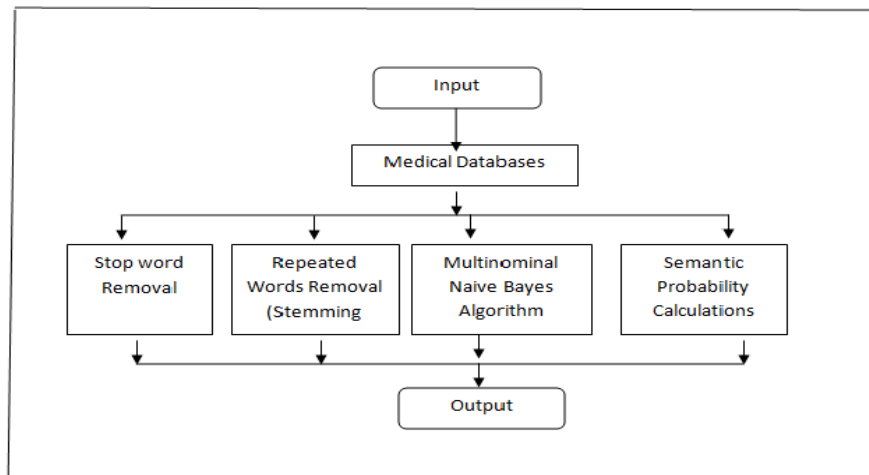 Input
Medical Databases
Stop word
Removal
Repeated
Words Removal
(Stemming
Multinominal
Naive Bayes
Algorithm
Semantic
Probability
Calculations
Output